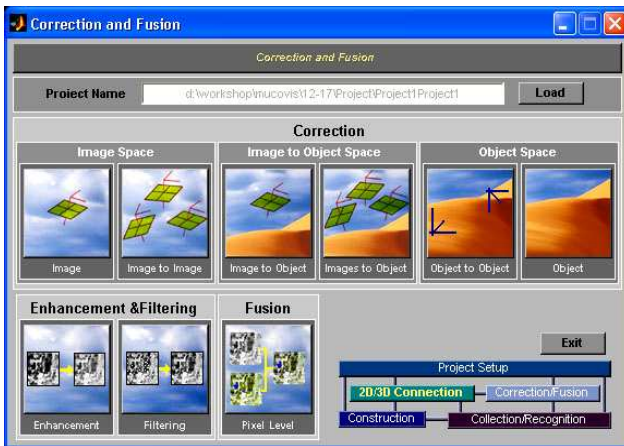 Correction and Fusion
Correction and Fusion
Project Name d:\workshop\mucovis\12-17\Project\Project1Project1 Load
Correction
Image Space Image to Object Space Object Space
Image Image to Image Image to Object Images to Object Object to Object Object
Enhancement &Filtering Fusion
Enhancement Filtering Pixel Level
Exit
Project Setup
2D/3D Connection Correction/Fusion
Construction Collection/Recognition